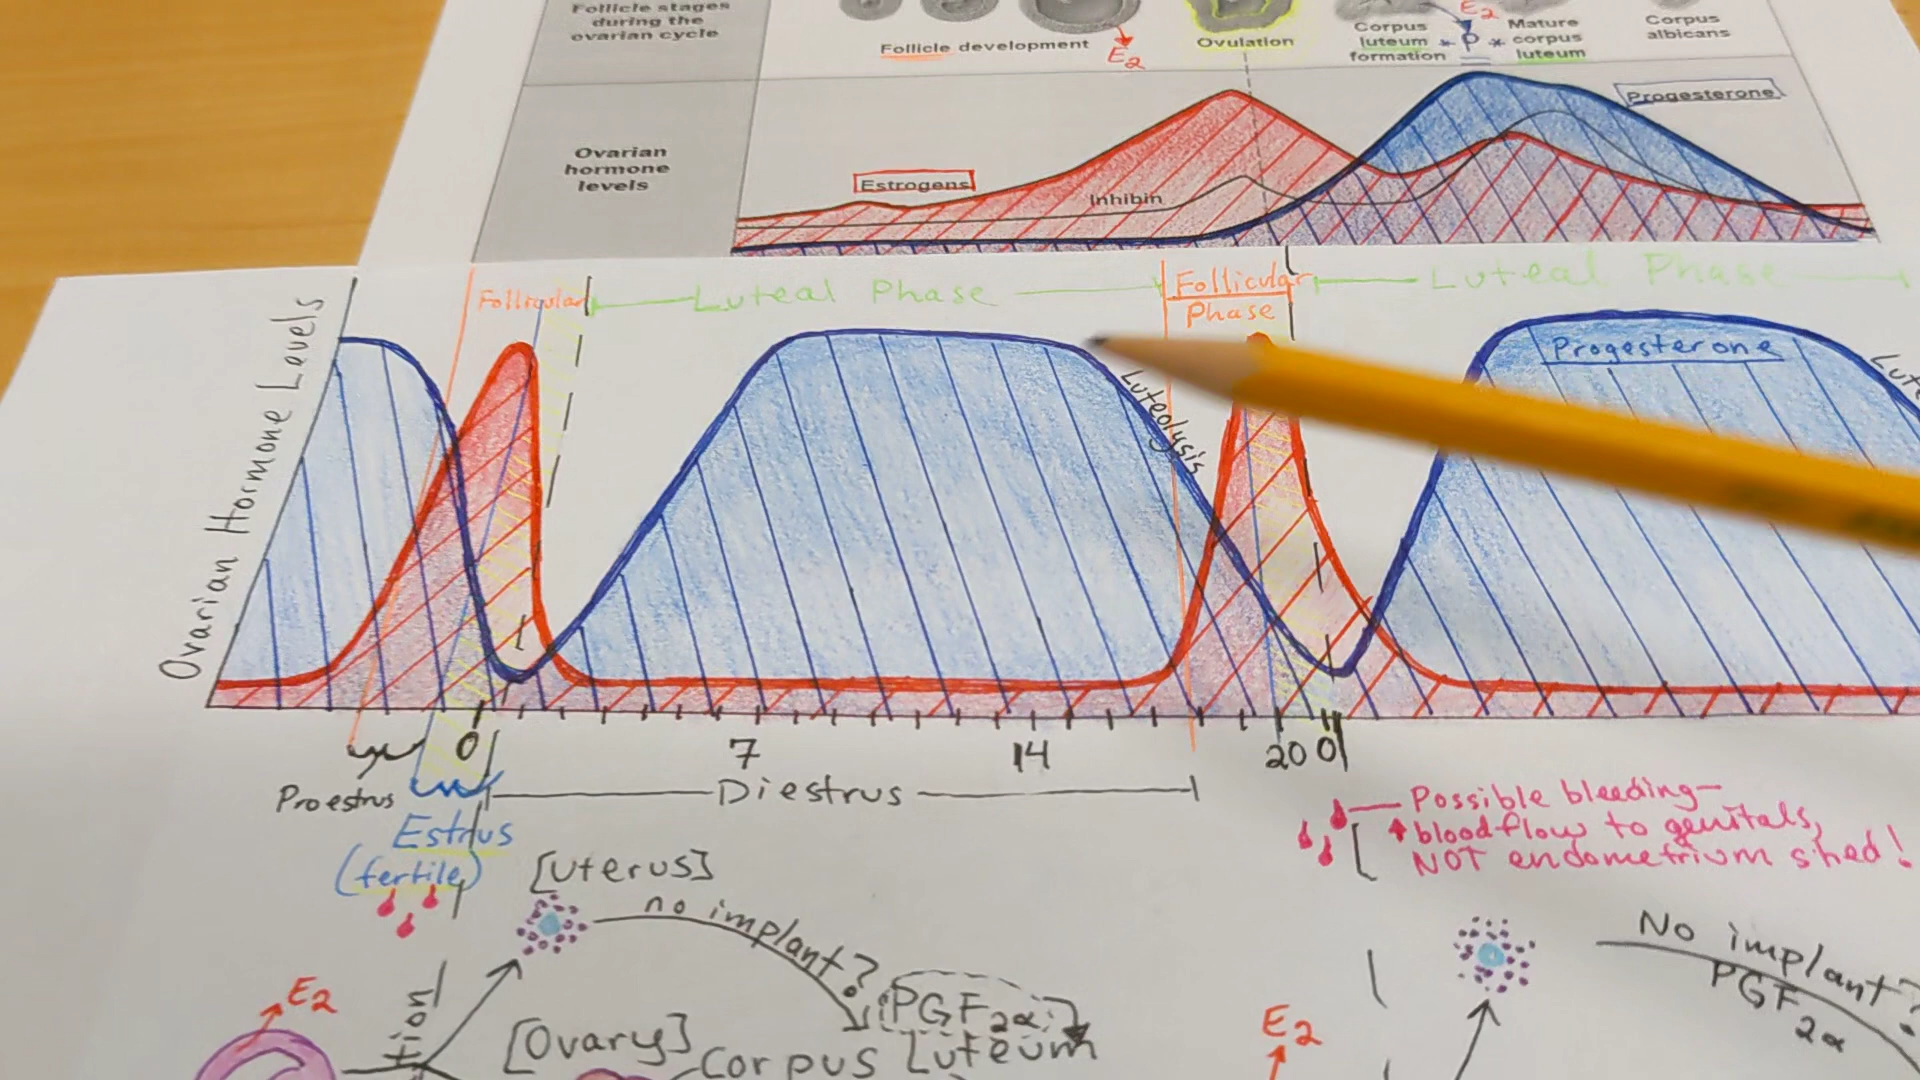 Follicle stages
during the
ovarian cycle
Follicle development
E2
Ovulation
Corpus
luteum
formation
E2
* P *
Mature
corpus
luteum
Corpus
albicans
Ovarian
hormone
levels
Estrogens
Inhibin
Progesterone
Ovarian Hormone Levels
Follicular
Luteal Phase
Follicular
Phase
Luteal Phase
Luteolysis
Progesterone
0
7
14
20
0
Proestrus
Diestrus
Estrus
(fertile)
Possible bleeding-
↑ bloodflow to genitals,
NOT endometrium shed!
[Uterus]
no implant?
PGF2α
No implant?
PGF2α
E2
[Ovary]
Corpus Luteum
E2